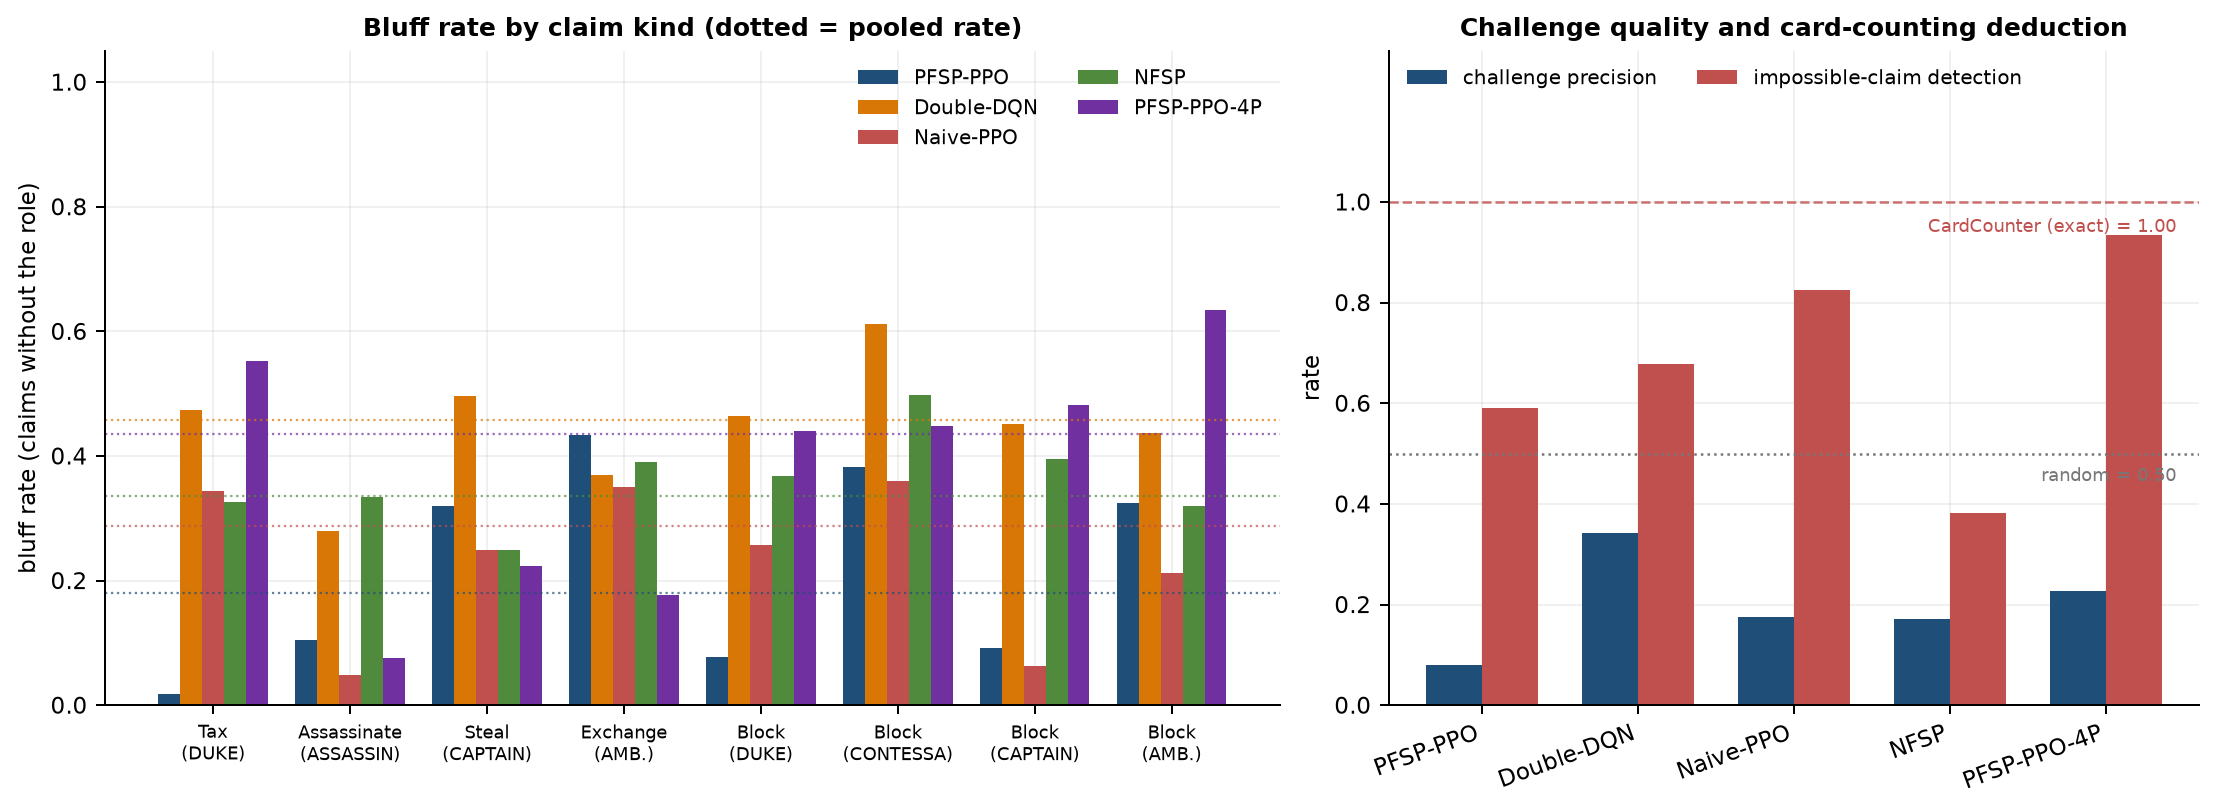 Bluff rate by claim kind (dotted = pooled rate)
bluff rate (claims without the role)
1.0
0.8
0.6
0.4
0.2
0.0
PFSP-PPO
Double-DQN
Naive-PPO
NFSP
PFSP-PPO-4P
Tax
(DUKE)
Assassinate
(ASSASSIN)
Steal
(CAPTAIN)
Exchange
(AMB.)
Block
(DUKE)
Block
(CONTESSA)
Block
(CAPTAIN)
Block
(AMB.)
Challenge quality and card-counting deduction
rate
challenge precision
impossible-claim detection
1.0
0.8
0.6
0.4
0.2
0.0
CardCounter (exact) = 1.00
random = 0.50
PFSP-PPO
Double-DQN
Naive-PPO
NFSP
PFSP-PPO-4P